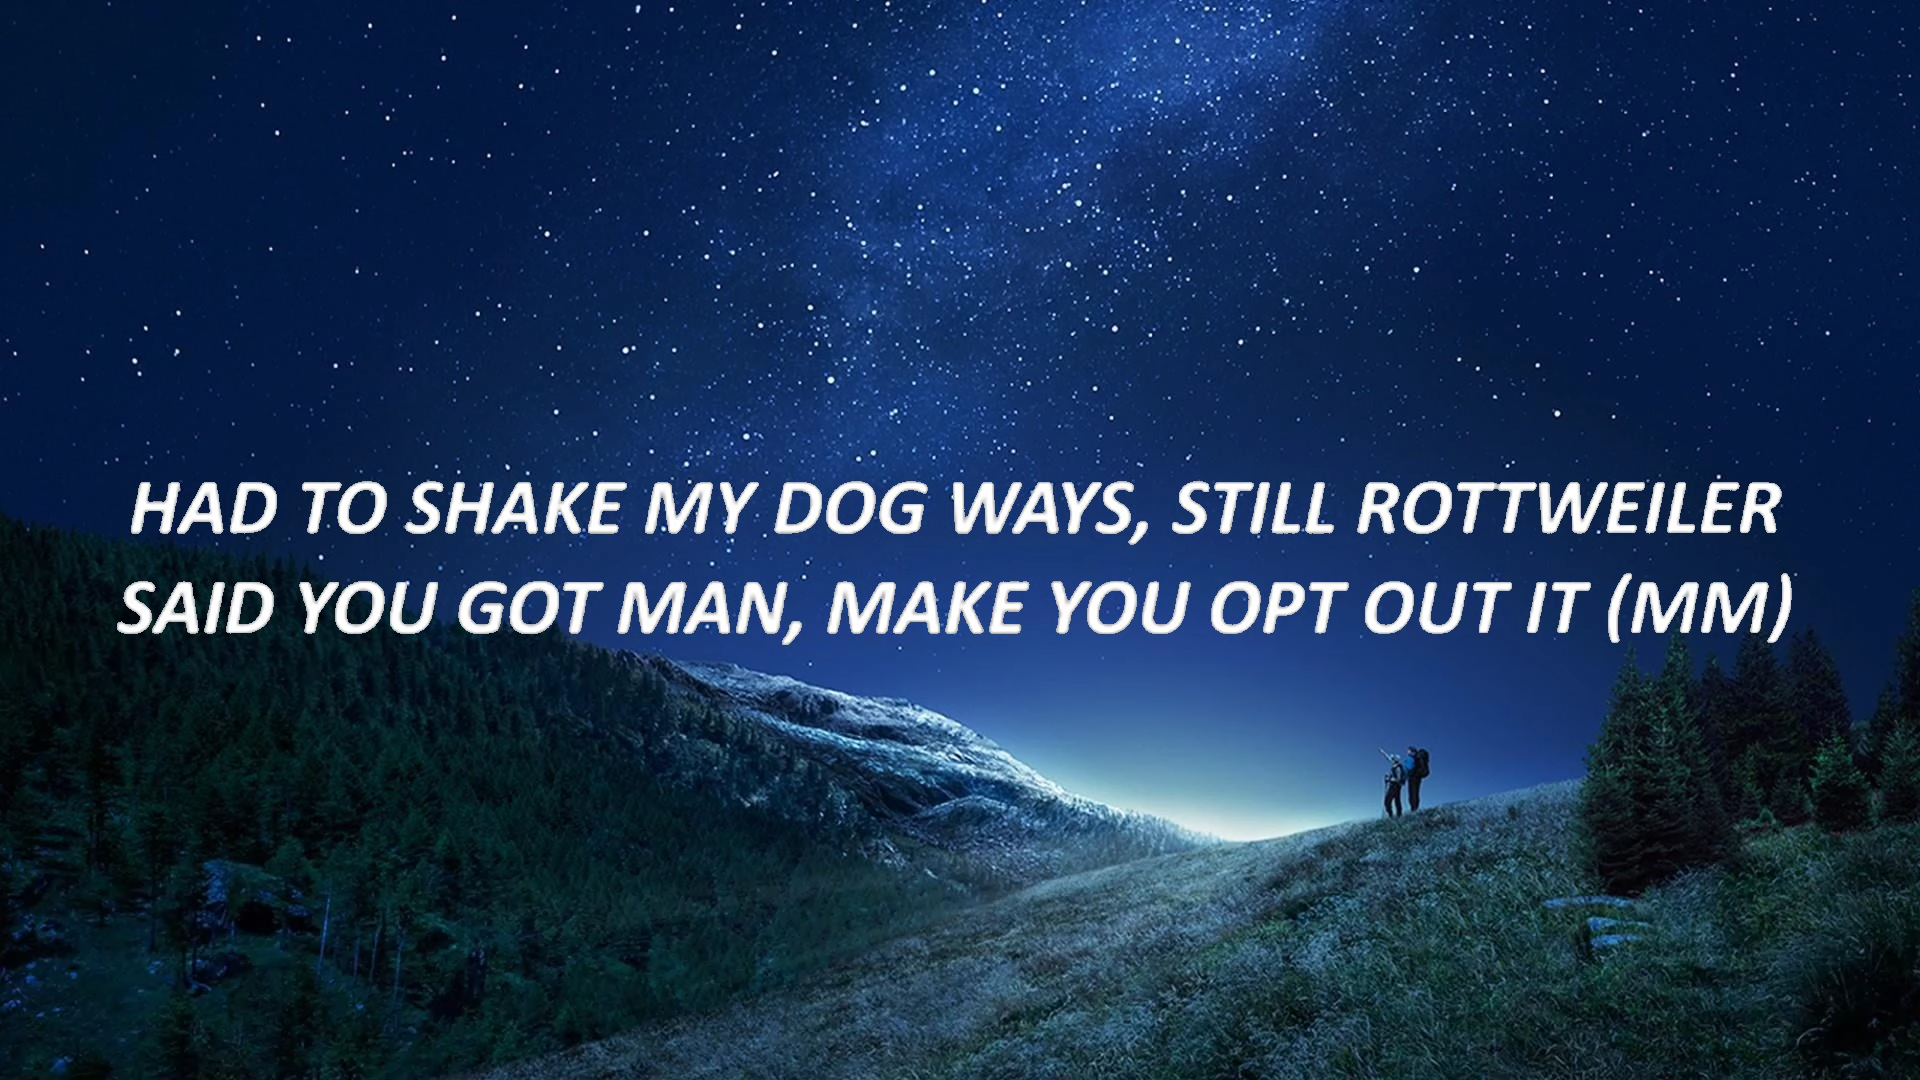 HAD TO SHAKE MY DOG WAYS, STILL ROTTWEILER
SAID YOU GOT MAN, MAKE YOU OPT OUT IT (MM)